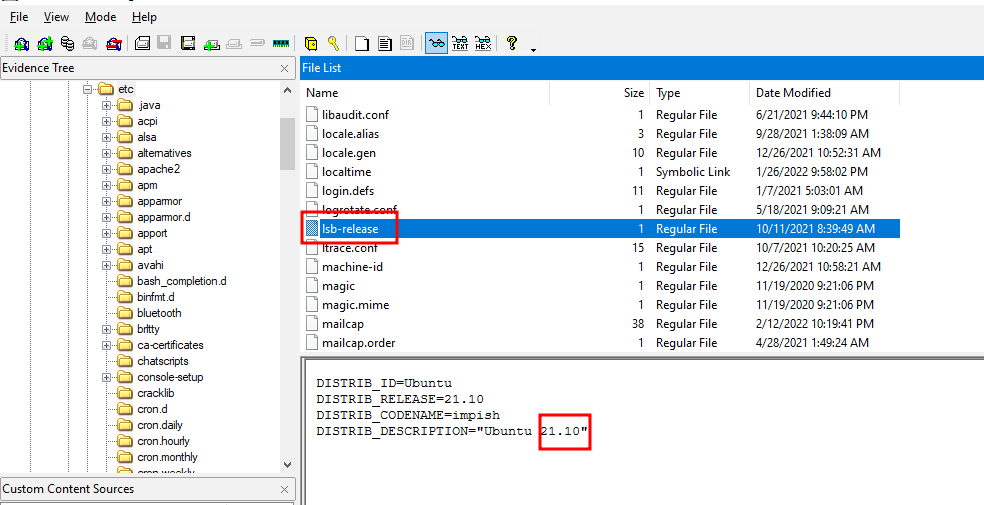 File View Mode Help
Evidence Tree
etc
.java
acpi
alsa
alternatives
apache2
apm
apparmor
apparmor.d
apport
apt
avahi
bash_completion.d
binfmt.d
bluetooth
brltty
ca-certificates
chatscripts
console-setup
cracklib
cron.d
cron.daily
cron.hourly
cron.monthly
cron.weekly
Custom Content Sources
TEXT HEX
File List
Name Size Type Date Modified
libaudit.conf 1 Regular File 6/21/2021 9:44:10 PM
locale.alias 3 Regular File 9/28/2021 1:38:09 AM
locale.gen 10 Regular File 12/26/2021 10:52:31 AM
localtime 1 Symbolic Link 1/26/2022 9:58:02 PM
login.defs 11 Regular File 1/7/2021 5:03:01 AM
logrotate.conf 1 Regular File 5/18/2021 9:09:21 AM
lsb-release 1 Regular File 10/11/2021 8:39:49 AM
ltrace.conf 15 Regular File 10/7/2021 10:20:25 AM
machine-id 1 Regular File 12/26/2021 10:58:21 AM
magic 1 Regular File 11/19/2020 9:21:06 PM
magic.mime 1 Regular File 11/19/2020 9:21:06 PM
mailcap 38 Regular File 2/12/2022 10:19:41 PM
mailcap.order 1 Regular File 4/28/2021 1:49:24 AM
DISTRIB_ID=Ubuntu
DISTRIB_RELEASE=21.10
DISTRIB_CODENAME=impish
DISTRIB_DESCRIPTION="Ubuntu 21.10"